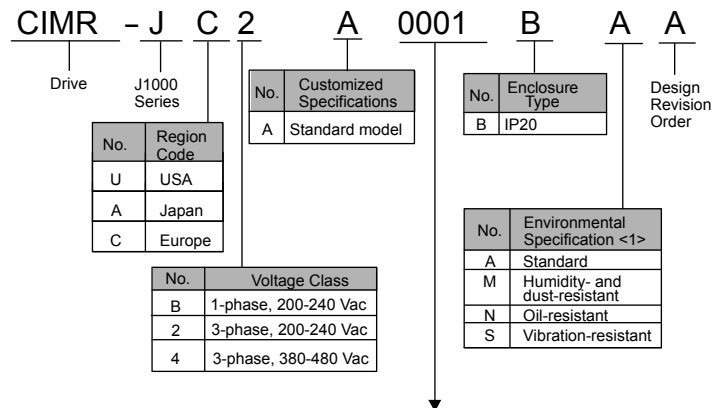 CIMR - J C 2 A 0001 B A A
Drive
J1000
Series
No. Region
Code
U USA
A Japan
C Europe
No. Voltage Class
B 1-phase, 200-240 Vac
2 3-phase, 200-240 Vac
4 3-phase, 380-480 Vac
No. Customized
Specifications
A Standard model
No. Enclosure
Type
B IP20
No. Environmental
Specification <1>
A Standard
M Humidity- and
dust-resistant
N Oil-resistant
S Vibration-resistant
Design
Revision
Order